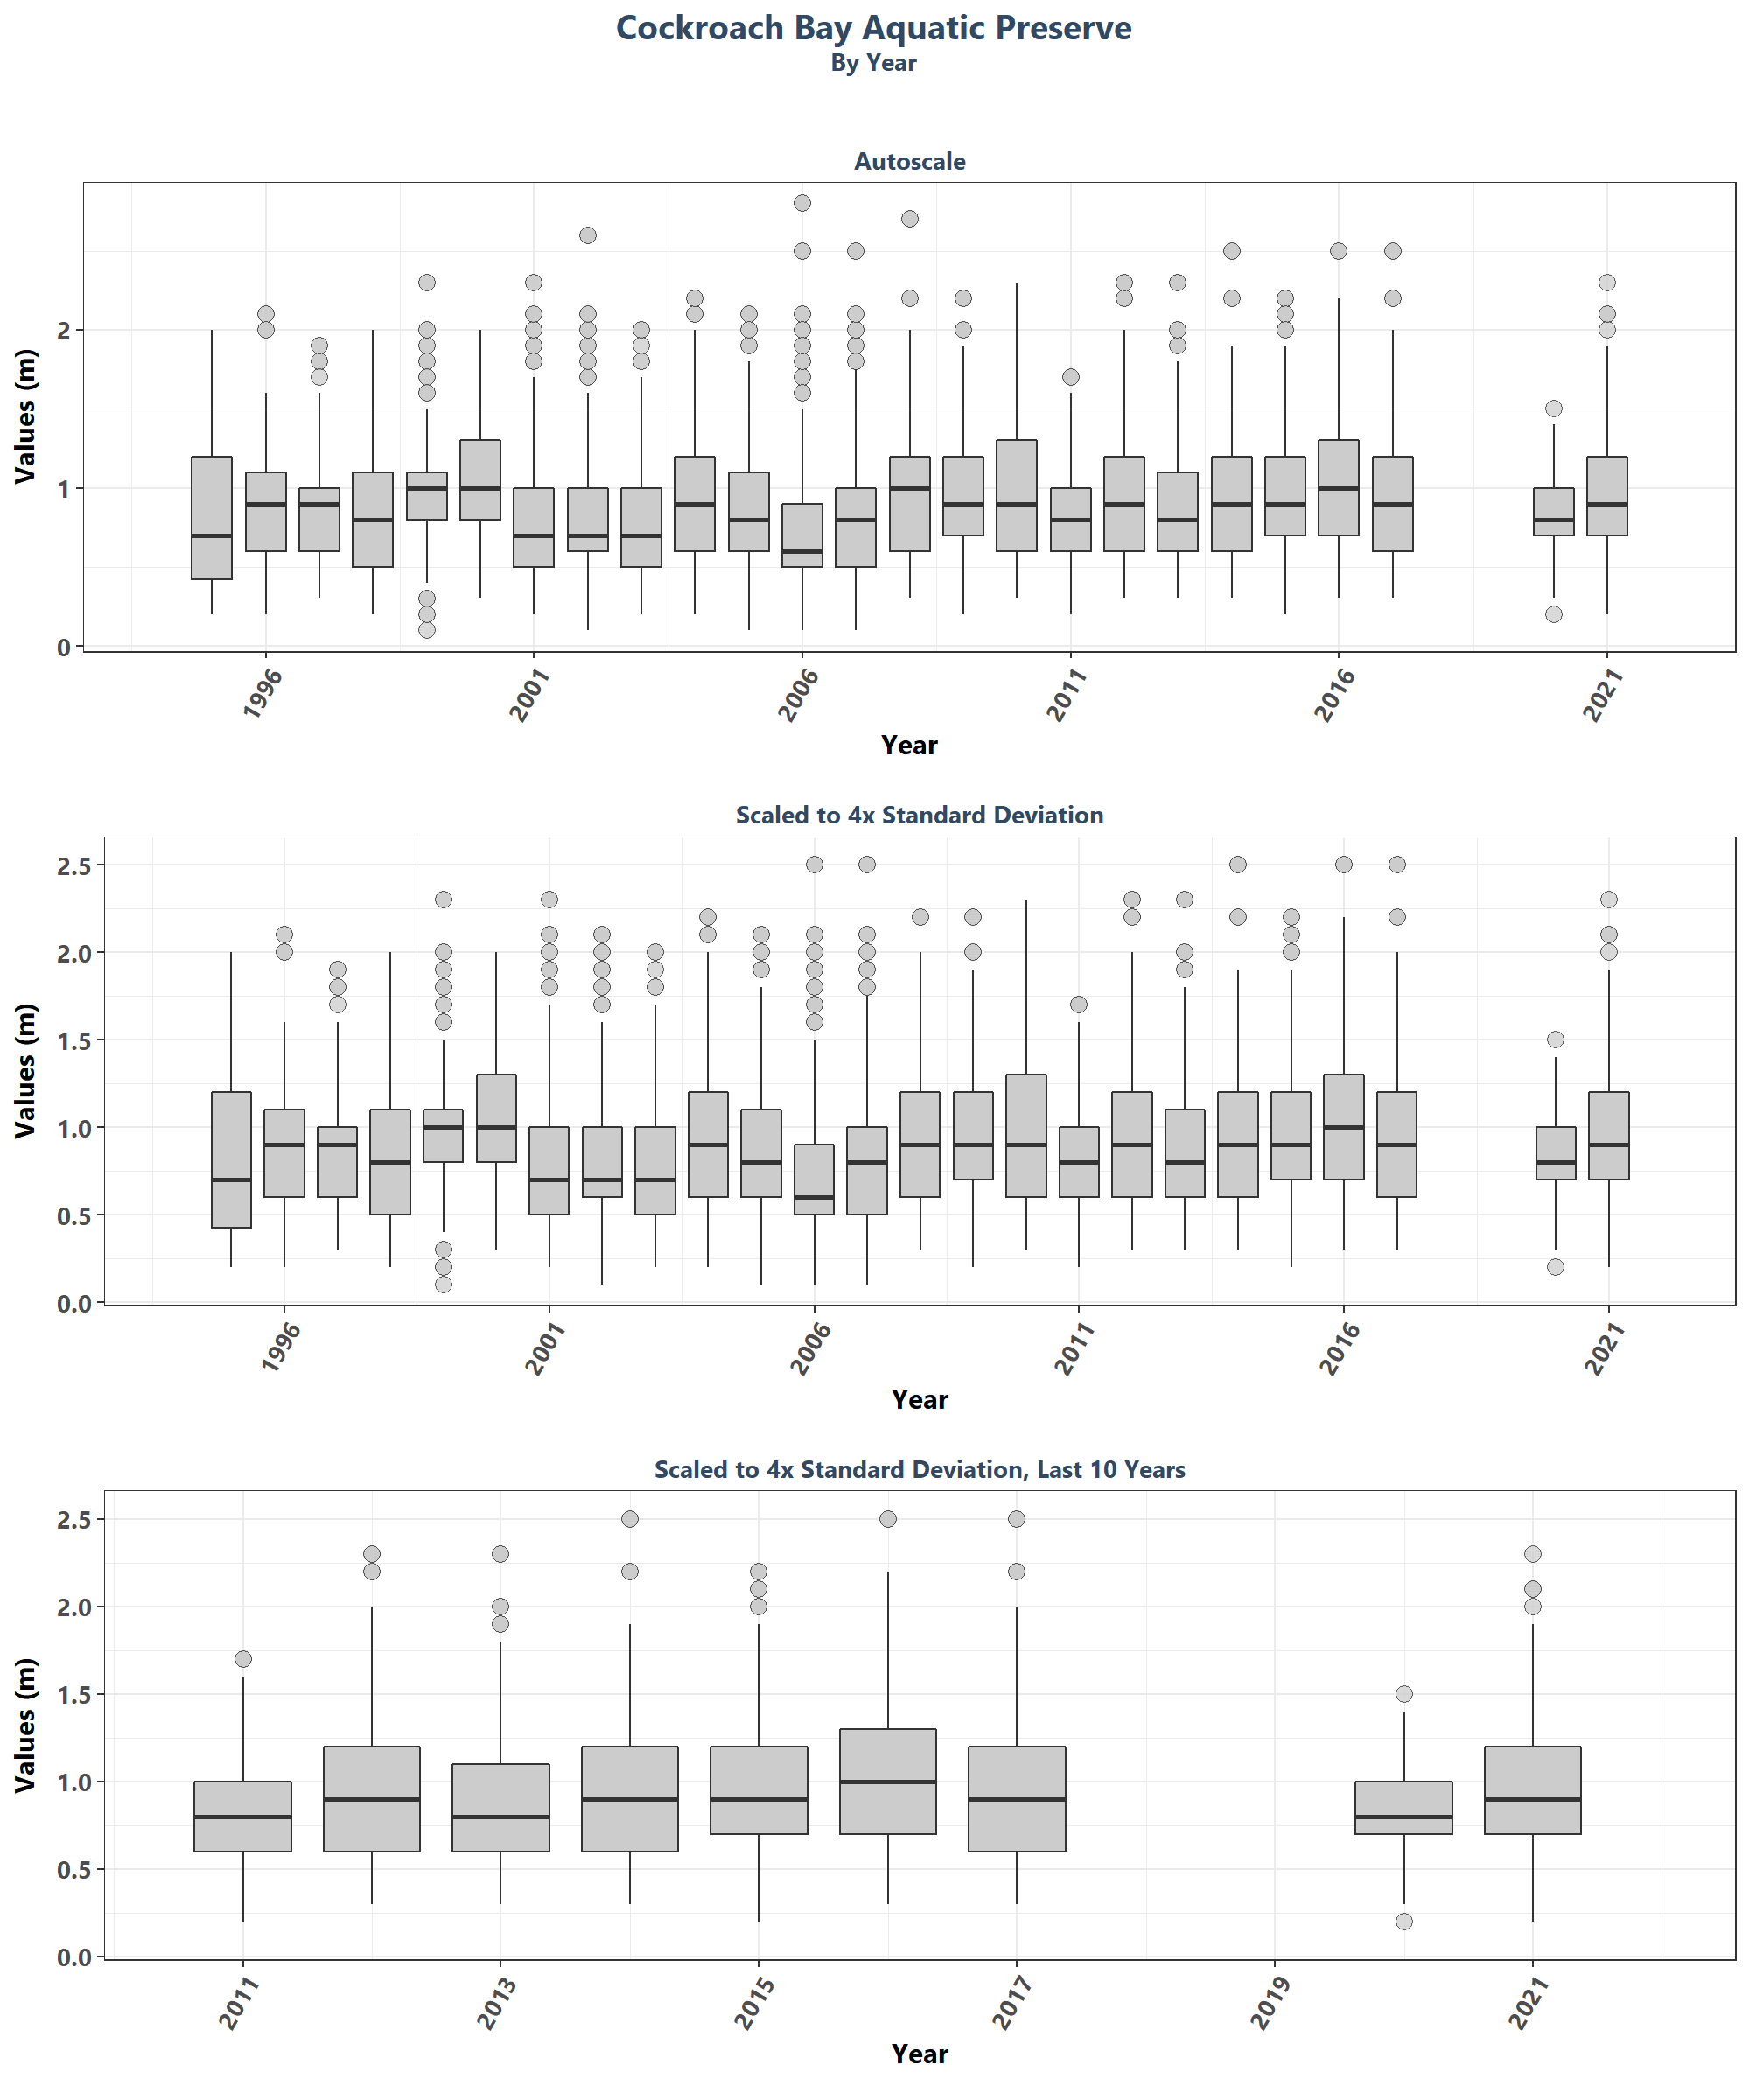 Cockroach Bay Aquatic Preserve
By Year
Autoscale
Values (m)
2
1
0
1996 2001 2006 2011 2016 2021
Year
Scaled to 4x Standard Deviation
Values (m)
2.5
2.0
1.5
1.0
0.5
0.0
1996 2001 2006 2011 2016 2021
Year
Scaled to 4x Standard Deviation, Last 10 Years
Values (m)
2.5
2.0
1.5
1.0
0.5
0.0
2011 2013 2015 2017 2019 2021
Year